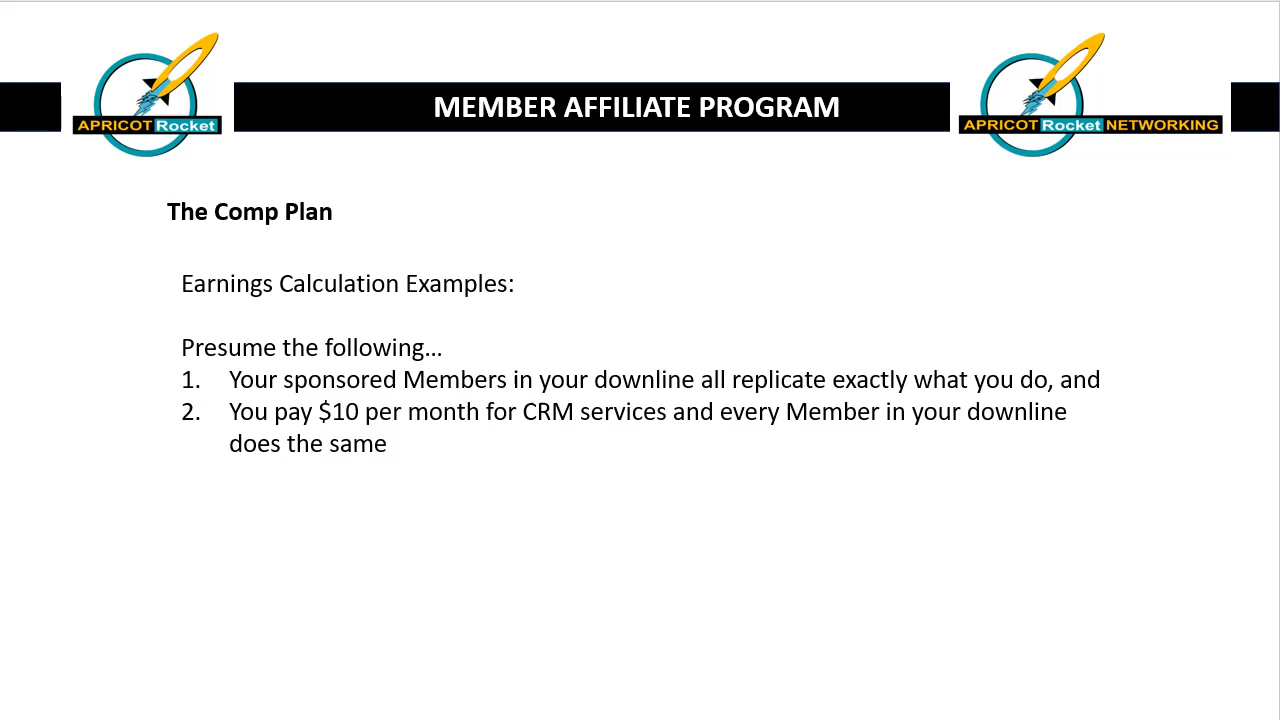 MEMBER AFFILIATE PROGRAM
APRICOT Rocket
APRICOT Rocket NETWORKING
The Comp Plan
Earnings Calculation Examples:
Presume the following...
1. Your sponsored Members in your downline all replicate exactly what you do, and
2. You pay $10 per month for CRM services and every Member in your downline
does the same